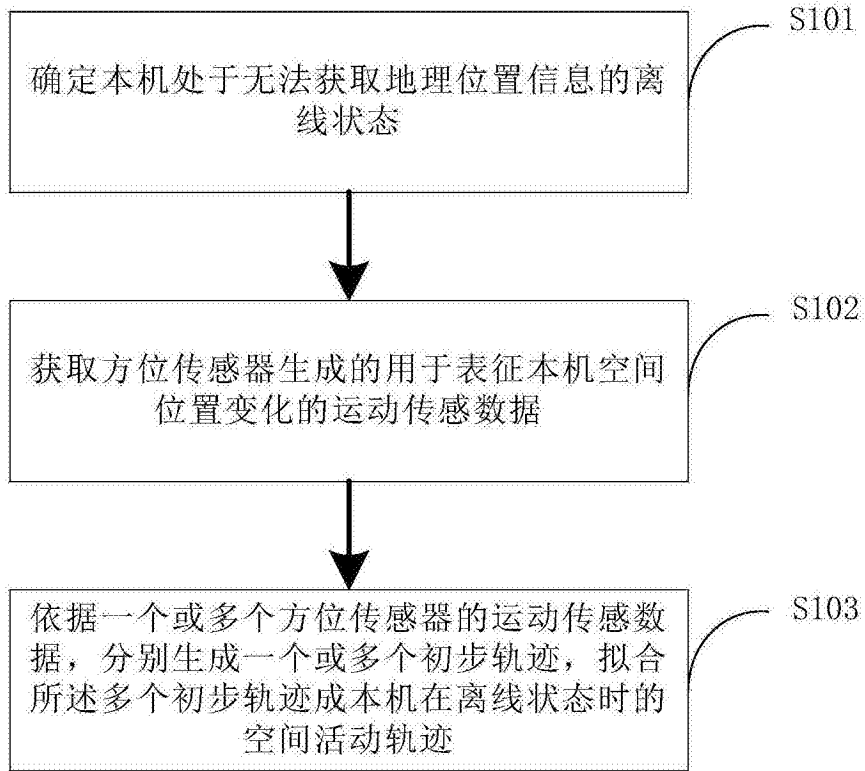 S101
确定本机处于无法获取地理位置信息的离
线状态
S102
获取方位传感器生成的用于表征本机空间
位置变化的运动传感数据
S103
依据一个或多个方位传感器的运动传感数
据，分别生成一个或多个初步轨迹，拟合
所述多个初步轨迹成本机在离线状态时的
空间活动轨迹